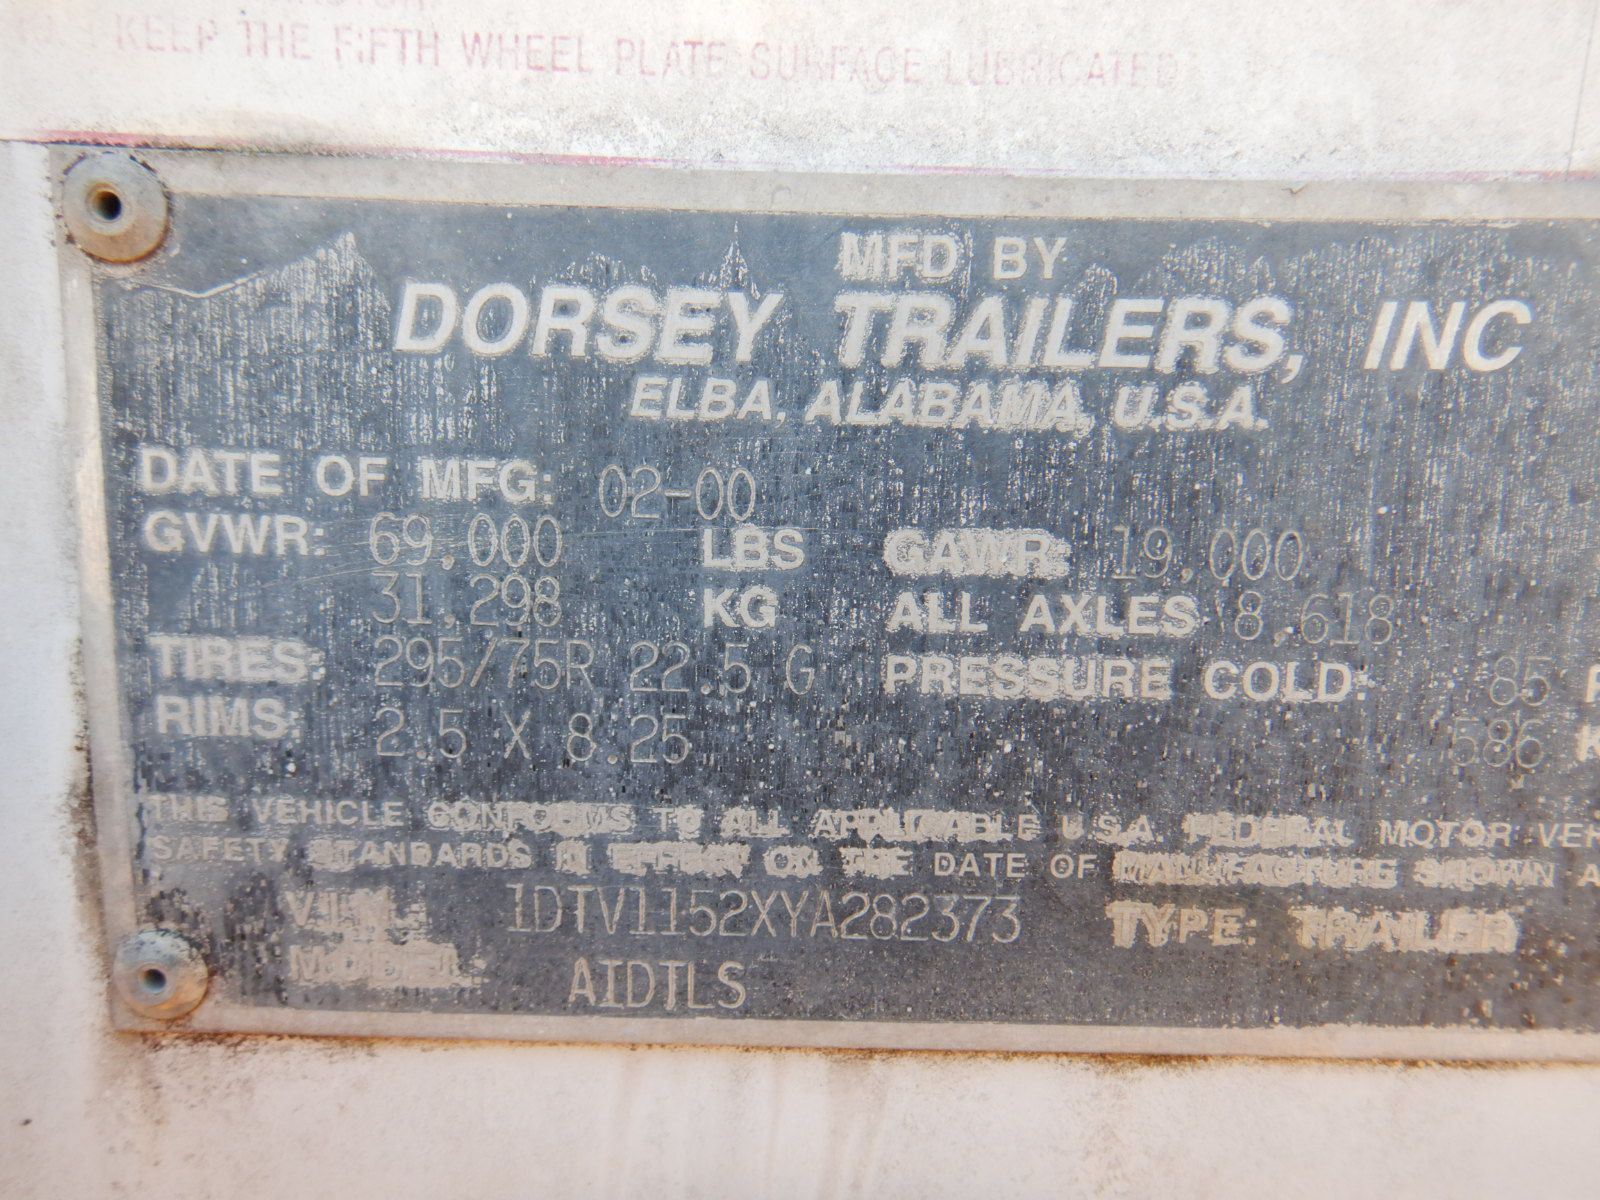 KEEP THE FIFTH WHEEL PLATE SURFACE LUBRICATED
MFD BY
DORSEY TRAILERS, INC
ELBA, ALABAMA, U.S.A.
DATE OF MFG: 02-00
GVWR: 69,000 LBS GAWR: 19,000
31,298 KG ALL AXLES 8,618
TIRES: 295/75R 22.5 G PRESSURE COLD: 85
RIMS: 2.5 X 8.25 586
THIS VEHICLE CONFORMS TO ALL APPLICABLE U.S.A. FEDERAL MOTOR VEH
SAFETY STANDARDS IN EFFECT ON THE DATE OF MANUFACTURE SHOWN A
V.I.N. 1DTV1152XYA282373 TYPE: TRAILER
MODEL: AIDTLS